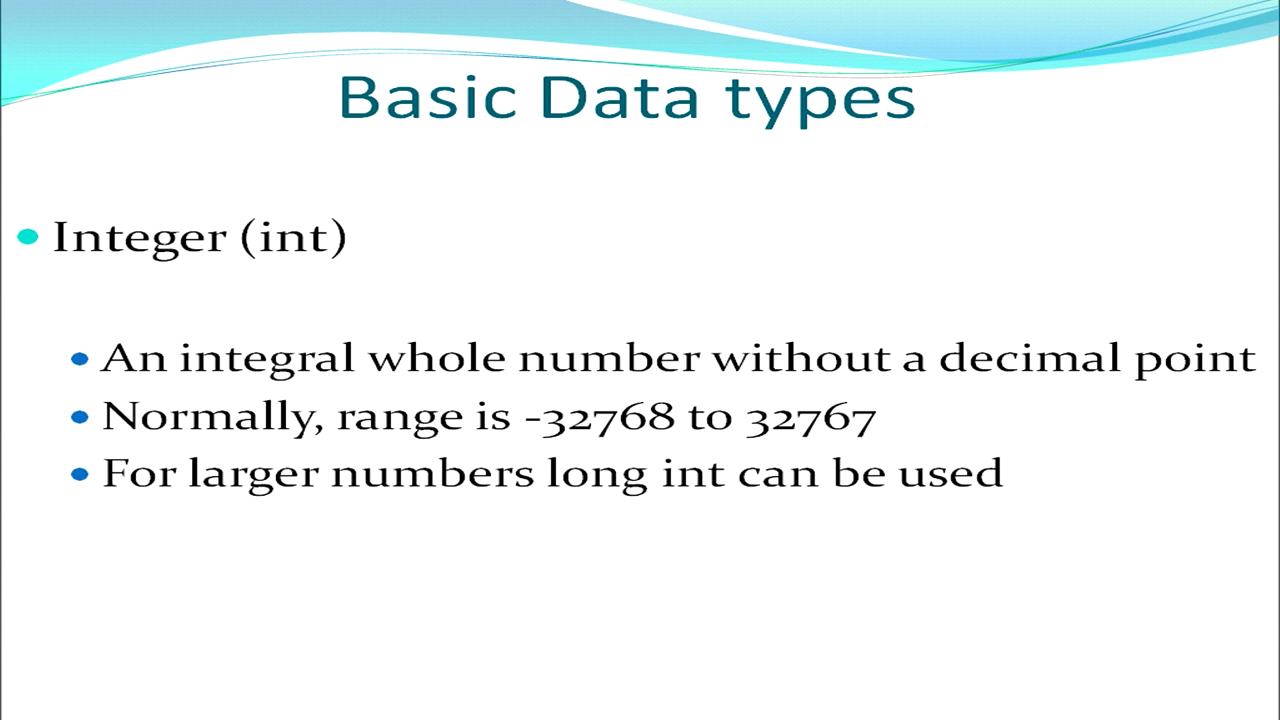 Basic Data types
Integer (int)
An integral whole number without a decimal point
Normally, range is -32768 to 32767
For larger numbers long int can be used